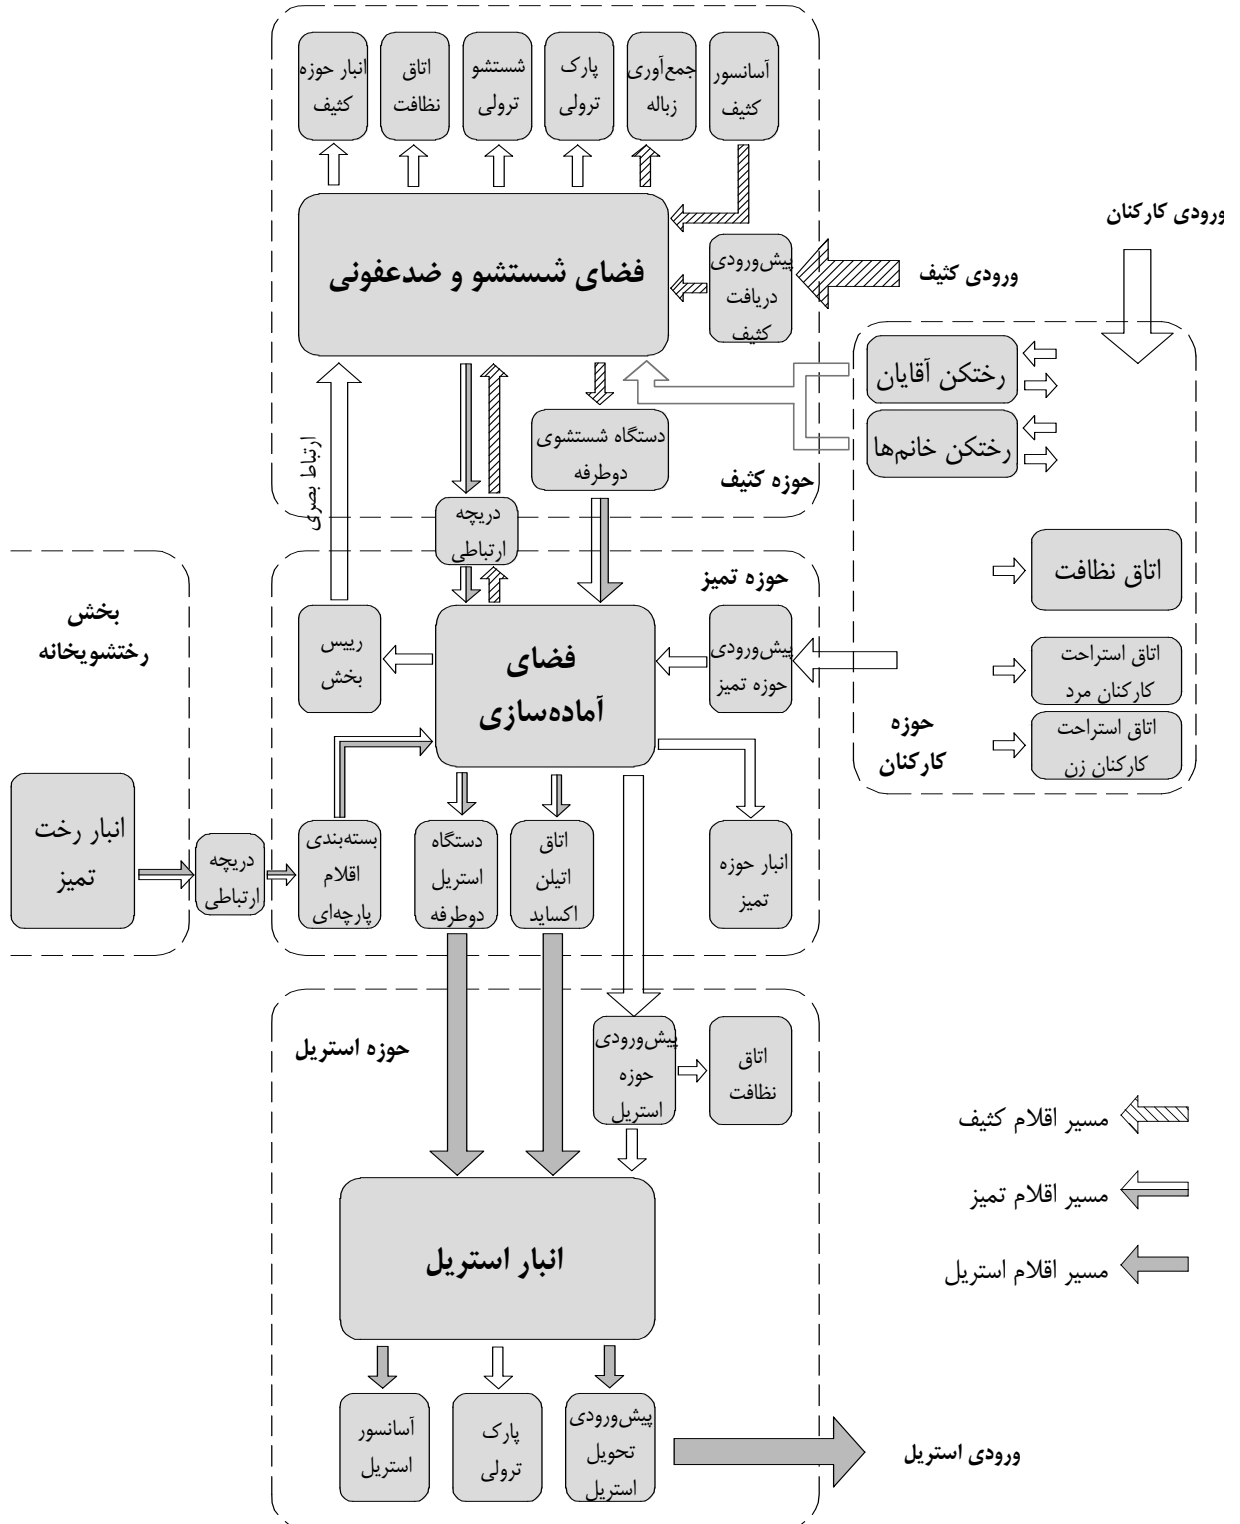 آسانسور
کثیف
جمع‌آوری
زباله
پارک
ترولی
شستشو
ترولی
اتاق
نظافت
انبار حوزه
کثیف
ورودی کارکنان
فضای شستشو و ضدعفونی
پیش‌ورودی
دریافت
کثیف
ورودی کثیف
رختکن آقایان
رختکن خانم‌ها
دستگاه شستشوی
دوطرفه
حوزه کثیف
ارتباط بصری
دریچه
ارتباطی
اتاق نظافت
حوزه تمیز
بخش
رختشویخانه
فضای
آماده‌سازی
پیش‌ورودی
حوزه تمیز
رییس
بخش
اتاق استراحت
کارکنان مرد
اتاق استراحت
کارکنان زن
حوزه
کارکنان
انبار حوزه
تمیز
اتاق
اتیلن
اکساید
دستگاه
استریل
دوطرفه
بسته‌بندی
اقلام
پارچه‌ای
دریچه
ارتباطی
انبار رخت
تمیز
حوزه استریل
پیش‌ورودی
حوزه
استریل
اتاق
نظافت
مسیر اقلام کثیف
مسیر اقلام تمیز
مسیر اقلام استریل
انبار استریل
پیش‌ورودی
تحویل
استریل
پارک
ترولی
آسانسور
استریل
ورودی استریل